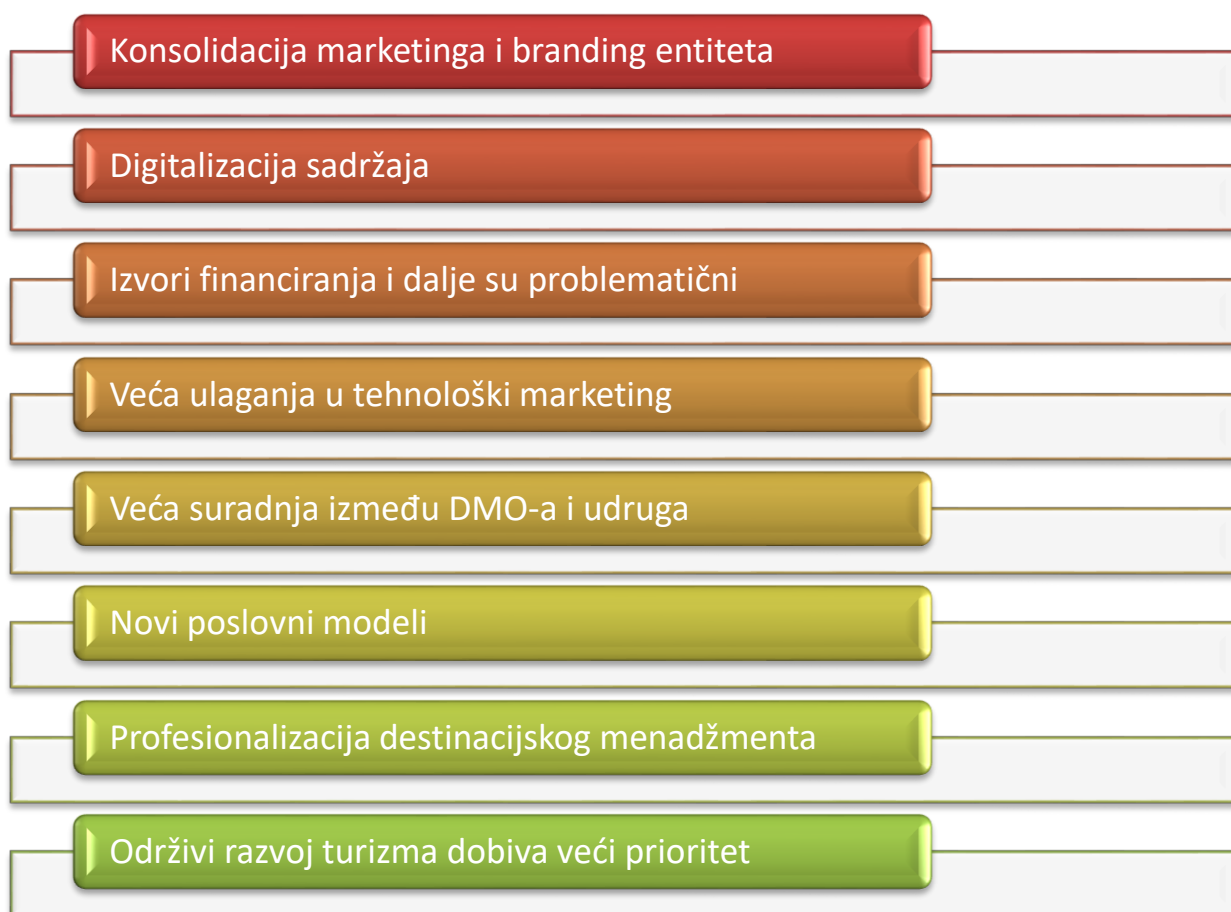 Konsolidacija marketinga i branding entiteta
Digitalizacija sadržaja
Izvori financiranja i dalje su problematični
Veća ulaganja u tehnološki marketing
Veća suradnja između DMO-a i udruga
Novi poslovni modeli
Profesionalizacija destinacijskog menadžmenta
Održivi razvoj turizma dobiva veći prioritet